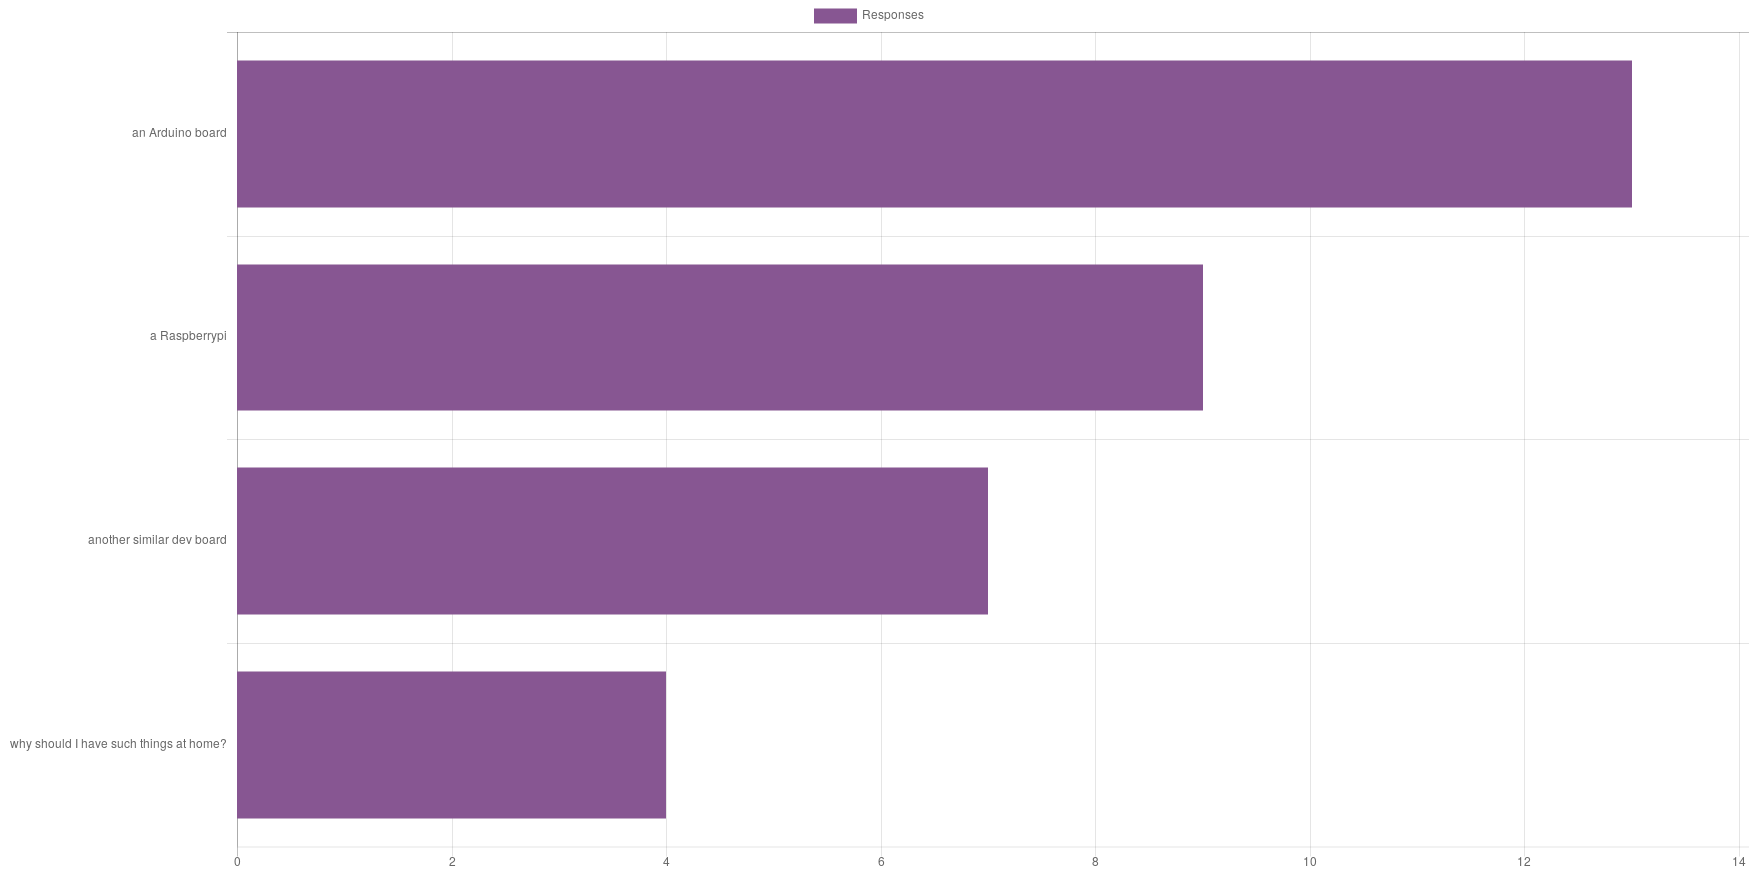 Responses
an Arduino board
a Raspberrypi
another similar dev board
why should I have such things at home?
0 2 4 6 8 10 12 14